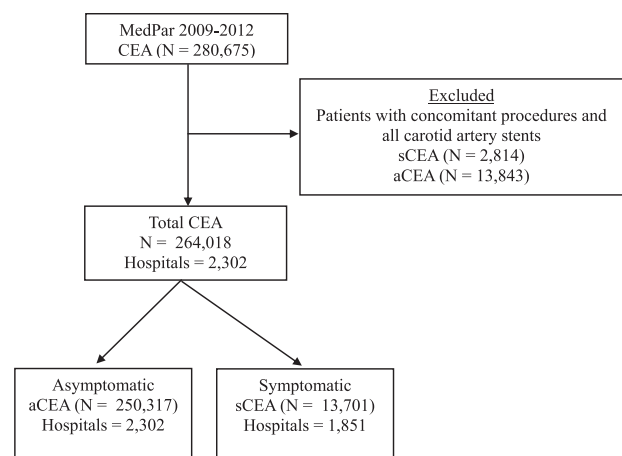 MedPar 2009-2012
CEA (N = 280,675)
Excluded
Patients with concomitant procedures and
all carotid artery stents
sCEA (N = 2,814)
aCEA (N = 13,843)
Total CEA
N = 264,018
Hospitals = 2,302
Asymptomatic
aCEA (N = 250,317)
Hospitals = 2,302
Symptomatic
sCEA (N = 13,701)
Hospitals = 1,851